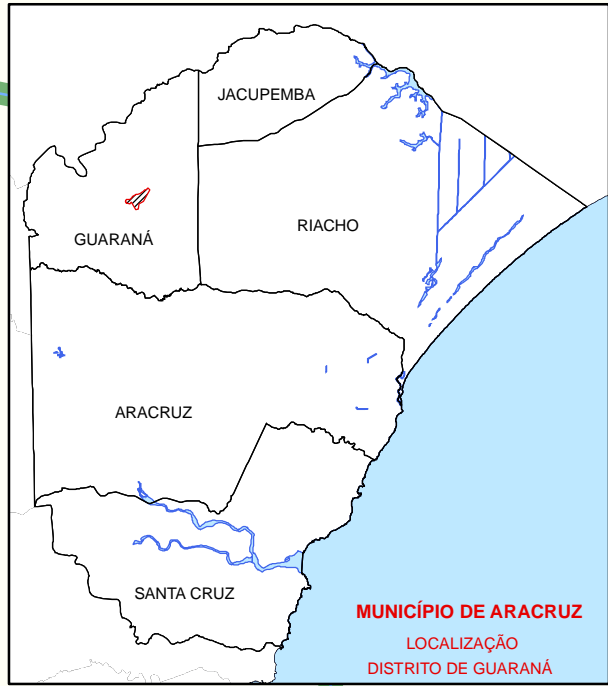 JACUPEMBA
RIACHO
GUARANÁ
ARACRUZ
SANTA CRUZ
MUNICÍPIO DE ARACRUZ
LOCALIZAÇÃO
DISTRITO DE GUARANÁ